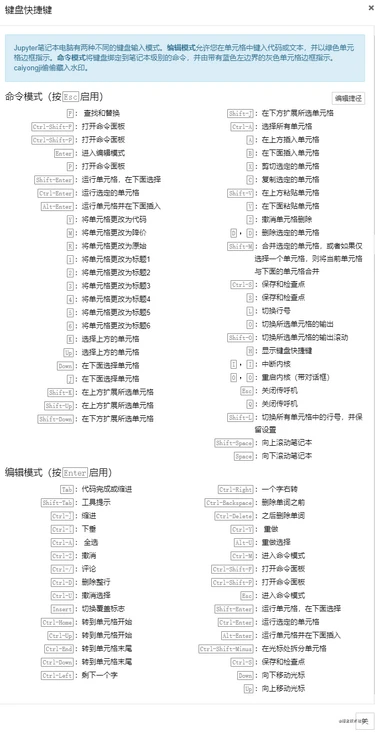 键盘快捷键
Jupyter笔记本电脑有两种不同的键盘输入模式。编辑模式允许您在单元格中键入代码或文本，并以绿色单
元格边框指示。命令模式将键盘绑定到笔记本级别的命令，并由带有蓝色左边界的灰色单元格边框指示。
caiyongji偷偷藏入水印。
命令模式（按Esc启用）
编辑捷径
F： 查找和替换
Ctrl-Shift-F：打开命令面板
Ctrl-Shift-P：打开命令面板
Enter：进入编辑模式
P：打开命令面板
Shift-Enter：运行单元格，在下面选择
Ctrl-Enter：运行选定的单元格
Alt-Enter：运行单元格并在下面插入
Y：将单元格更改为代码
M：将单元格更改为降价
R：将单元格更改为原始
1：将单元格更改为标题1
2：将单元格更改为标题2
3：将单元格更改为标题3
4：将单元格更改为标题4
5：将单元格更改为标题5
6：将单元格更改为标题6
K：选择上方的单元格
Up：选择上方的单元格
Down：在下面选择单元格
J：在下面选择单元格
Shift-K：在上方扩展所选单元格
Shift-Up：在上方扩展所选单元格
Shift-Down：在下方扩展所选单元格
Shift-J：在下方扩展所选单元格
Ctrl-A：选择所有单元格
A：在上方插入单元格
B：在下面插入单元格
X：剪切选定的单元格
C：复制选定的单元格
Shift-V：在上方粘贴单元格
V：在下面粘贴单元格
Z：撤消单元格删除
D，D：删除选定的单元格
Shift-M：合并选定的单元格，或者如果仅
选择一个单元格，则将当前单元格
与下面的单元格合并
Ctrl-S：保存和检查点
S：保存和检查点
L：切换行号
O：切换所选单元格的输出
Shift-O：切换所选单元格的输出滚动
H：显示键盘快捷键
I，I：中断内核
0，0：重启内核（带对话框）
Esc：关闭传呼机
Q：关闭传呼机
Shift-L：切换所有单元格中的行号，并保
留设置
Shift-Space：向上滚动笔记本
Space：向下滚动笔记本
编辑模式（按Enter启用）
Tab：代码完成或缩进
Shift-Tab：工具提示
Ctrl-]：缩进
Ctrl-[：下垂
Ctrl-A： 全选
Ctrl-Z：撤消
Ctrl-/：评论
Ctrl-D：删除整行
Ctrl-U：撤消选择
Insert：切换覆盖标志
Ctrl-Home：转到单元格开始
Ctrl-Up：转到单元格开始
Ctrl-End：转到单元格末尾
Ctrl-Down：转到单元格末尾
Ctrl-Left：剩下一个字
Ctrl-Right：一个字右转
Ctrl-Backspace：删除单词之前
Ctrl-Delete：之后删除单词
Ctrl-Y： 重做
Alt-U：重做选择
Ctrl-M：进入命令模式
Ctrl-Shift-F：打开命令面板
Ctrl-Shift-P：打开命令面板
Esc：进入命令模式
Shift-Enter：运行单元格，在下面选择
Ctrl-Enter：运行选定的单元格
Alt-Enter：运行单元格并在下面插入
Ctrl-Shift-Minus：在光标处拆分单元格
Ctrl-S：保存和检查点
Down：向下移动光标
Up：向上移动光标